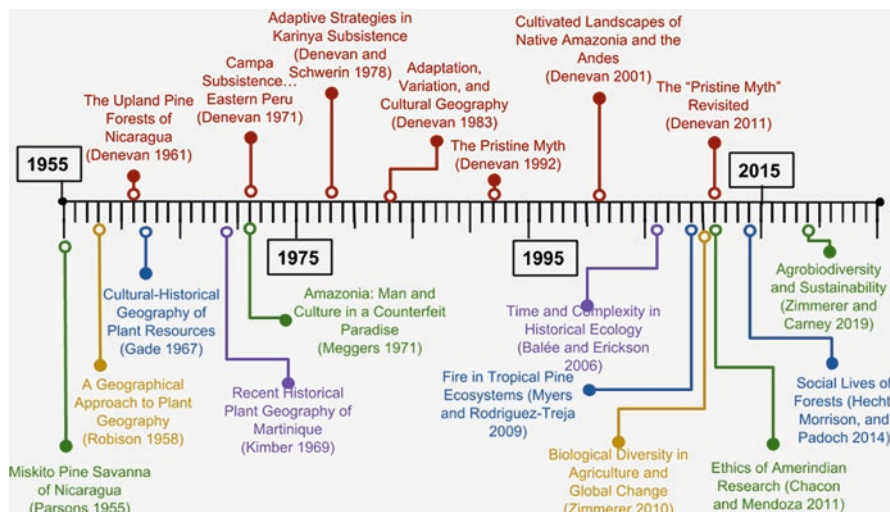 Adaptive Strategies in
Karinya Subsistence
(Denevan and
Schwerin 1978)
Cultivated Landscapes of
Native Amazonia and the
Andes
(Denevan 2001)
Campa
Subsistence...
Eastern Peru
(Denevan 1971)
Adaptation,
Variation, and
Cultural Geography
(Denevan 1983)
The "Pristine Myth"
Revisited
(Denevan 2011)
The Upland Pine
Forests of
Nicaragua
(Denevan 1961)
The Pristine Myth
(Denevan 1992)
1955
2015
1975
1995
Cultural-Historical
Geography of
Plant Resources
(Gade 1967)
Amazonia: Man and
Culture in a Counterfeit
Paradise
(Meggers 1971)
Time and Complexity in
Historical Ecology
(Balée and Erickson
2006)
Agrobiodiversity
and Sustainability
(Zimmerer and
Carney 2019)
A Geographical
Approach to Plant
Geography
(Robison 1958)
Recent Historical
Plant Geography of
Martinique
(Kimber 1969)
Fire in Tropical Pine
Ecosystems (Myers
and Rodriguez-Treja
2009)
Social Lives of
Forests (Hecht
Morrison, and
Padoch 2014)
Miskito Pine Savanna
of Nicaragua
(Parsons 1955)
Biological Diversity in
Agriculture and
Global Change
(Zimmerer 2010)
Ethics of Amerindian
Research (Chacon
and Mendoza 2011)